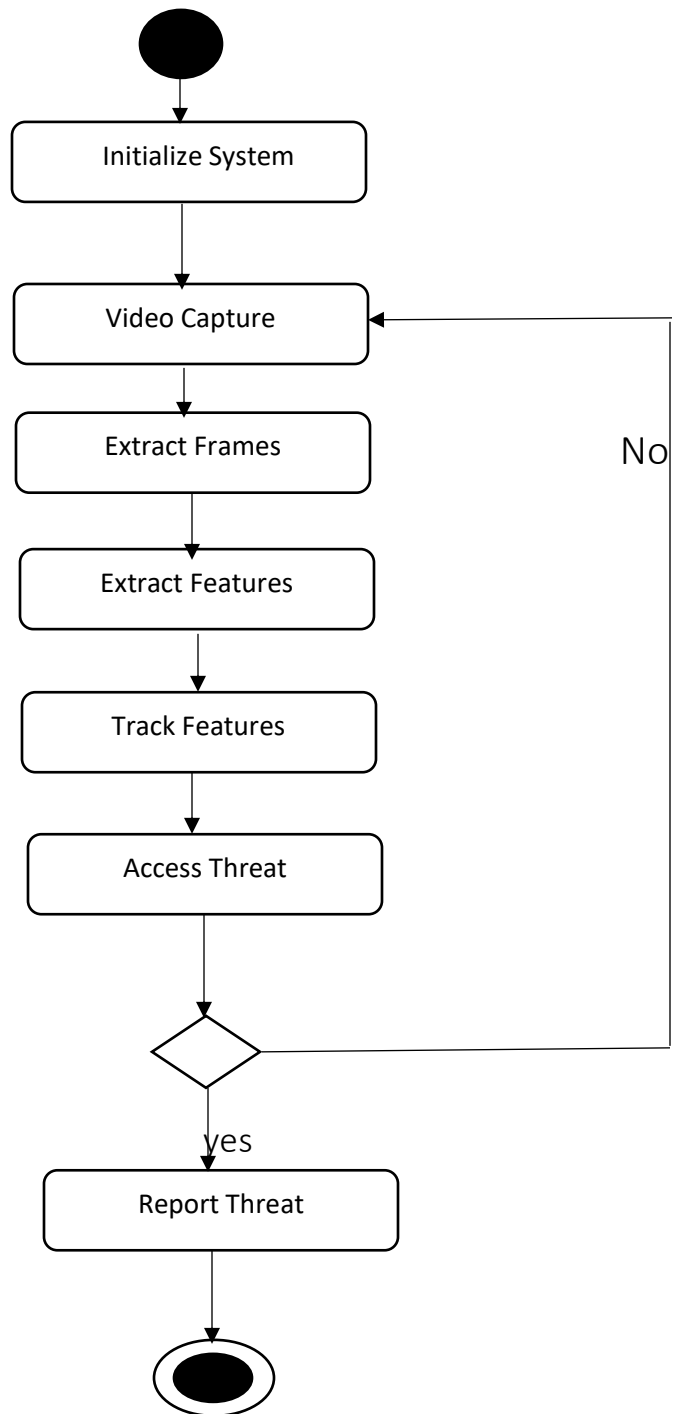 Initialize System
Video Capture
Extract Frames
No
Extract Features
Track Features
Access Threat
yes
Report Threat